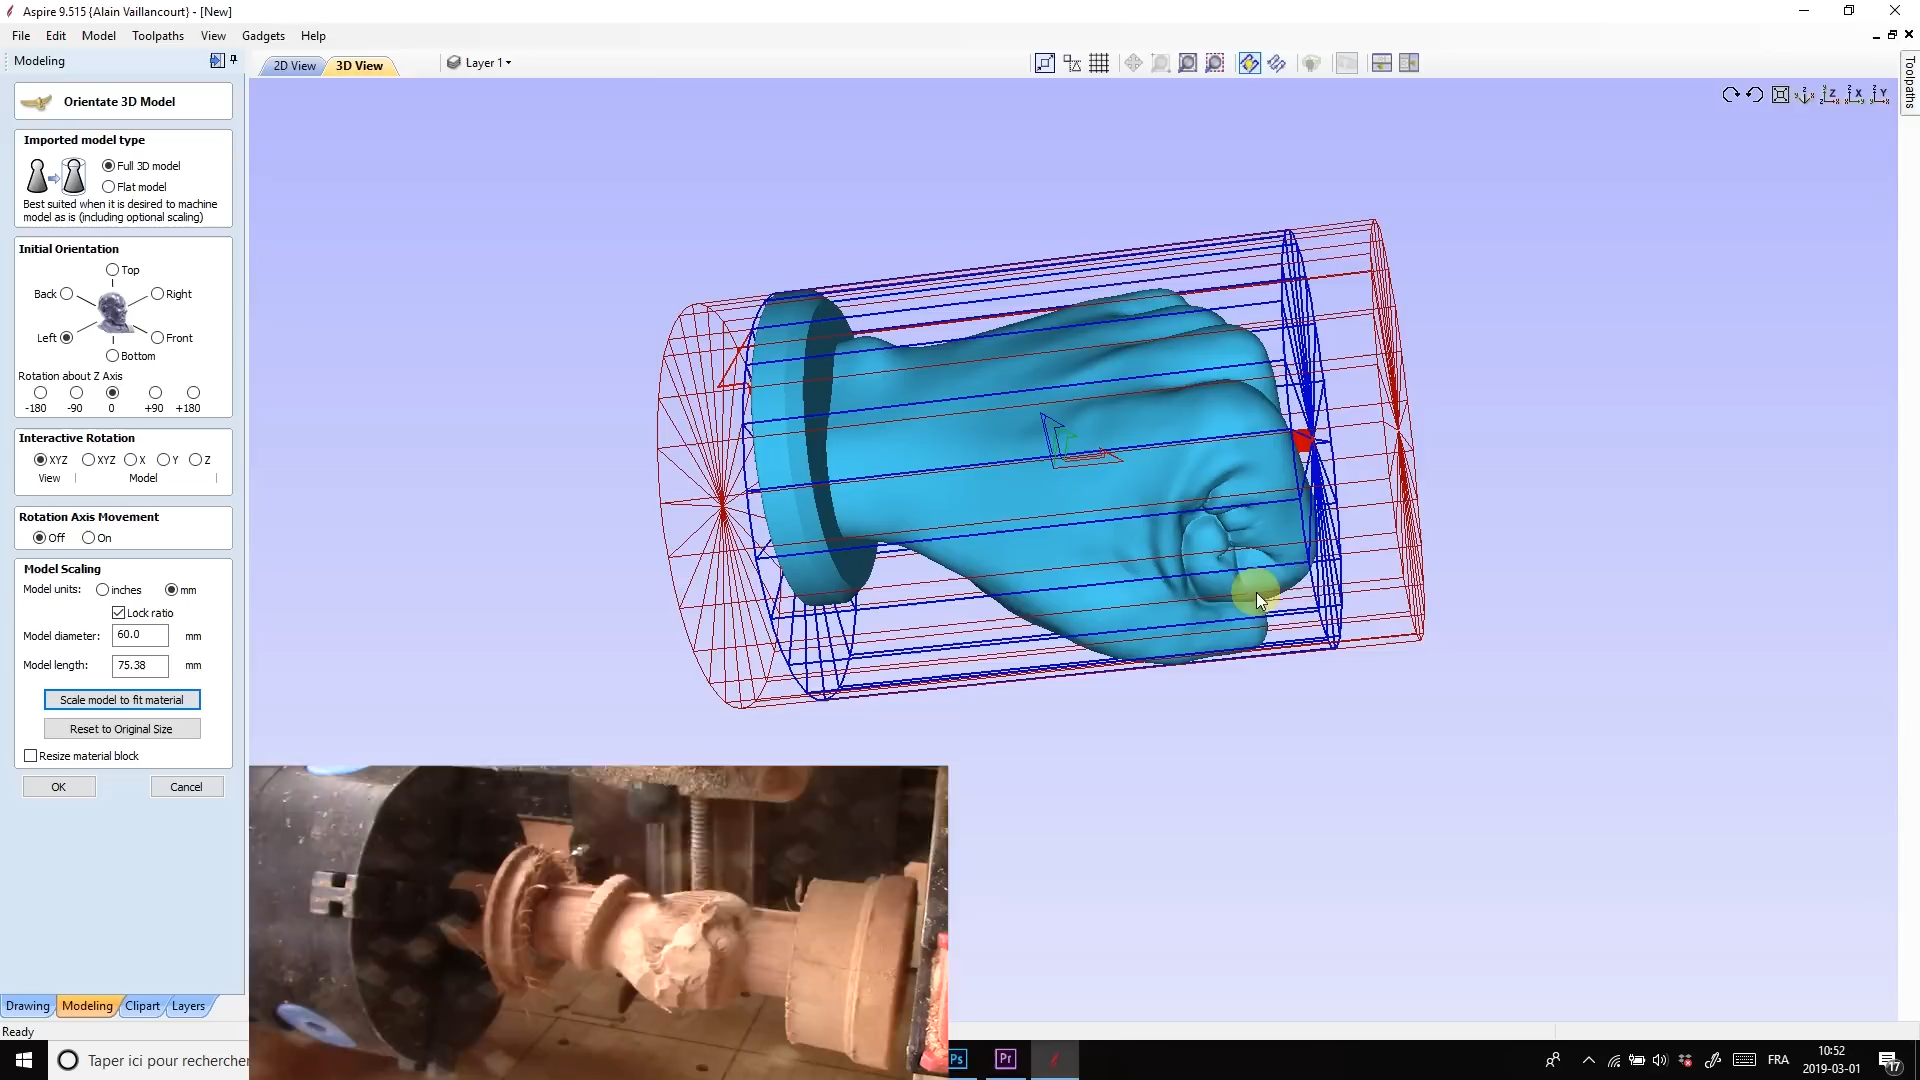 Aspire 9.515 {Alain Vaillancourt} - [New]
File Edit Model Toolpaths View Gadgets Help
Modeling
2D View 3D View Layer 1
Toolpaths
Orientate 3D Model
Imported model type
Full 3D model
Flat model
Best suited when it is desired to machine
model as is (including optional scaling)
Initial Orientation
Top
Back Right
Left Front
Bottom
Rotation about Z Axis
-180 -90 0 +90 +180
Interactive Rotation
XYZ XYZ X Y Z
View | Model |
Rotation Axis Movement
Off On
Model Scaling
Model units: inches mm
Lock ratio
Model diameter: 60.0 mm
Model length: 75.38 mm
Scale model to fit material
Reset to Original Size
Resize material block
OK Cancel
Drawing Modeling Clipart Layers
Ready
Taper ici pour rechercher
Ps Pr
FRA
10:52
2019-03-01
17